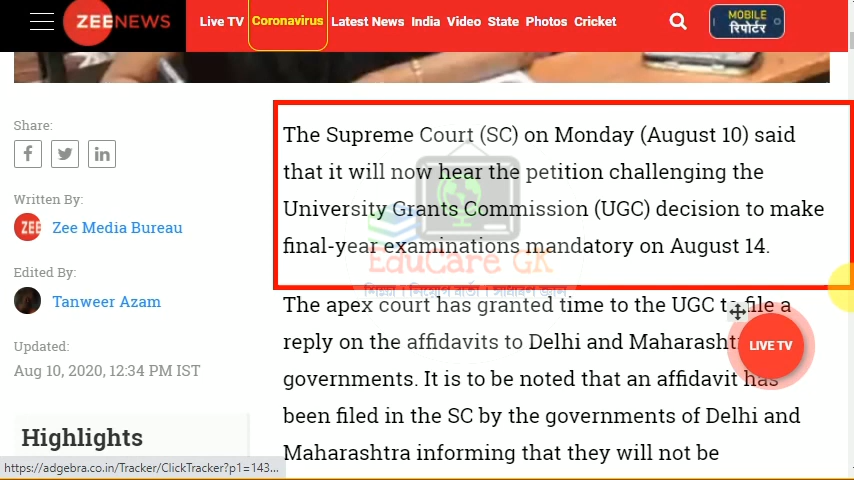 ZEE NEWS
Live TV Coronavirus Latest News India Video State Photos Cricket
MOBILE
रिपोर्टर
Share:
The Supreme Court (SC) on Monday (August 10) said
that it will now hear the petition challenging the
University Grants Commission (UGC) decision to make
final-year examinations mandatory on August 14.
Written By:
ZEE
Zee Media Bureau
Edited By:
Tanweer Azam
Updated:
Aug 10, 2020, 12:34 PM IST
EduCare GK
শিক্ষা । নিয়োগ বার্তা । সাধারণ জ্ঞান
The apex court has granted time to the UGC to file a
reply on the affidavits to Delhi and
governments. It is to be noted that an affidavit has
been filed in the SC by the governments of Delhi and
Maharashtra informing that they will not be
LIVE TV
Highlights
https://adgebra.co.in/Tracker/ClickTracker?p1=143...